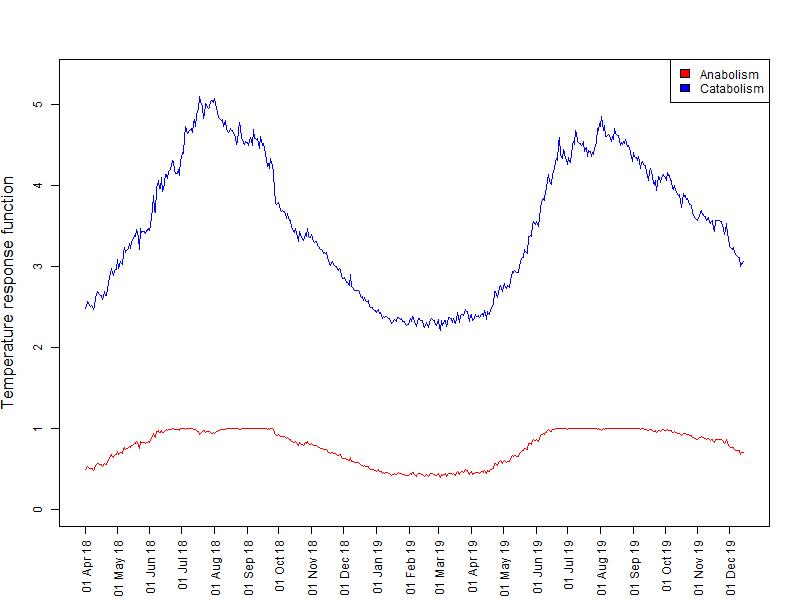 Anabolism
Catabolism
Temperature response function
5
4
3
2
1
0
01 Apr 18
01 May 18
01 Jun 18
01 Jul 18
01 Aug 18
01 Sep 18
01 Oct 18
01 Nov 18
01 Dec 18
01 Jan 19
01 Feb 19
01 Mar 19
01 Apr 19
01 May 19
01 Jun 19
01 Jul 19
01 Aug 19
01 Sep 19
01 Oct 19
01 Nov 19
01 Dec 19